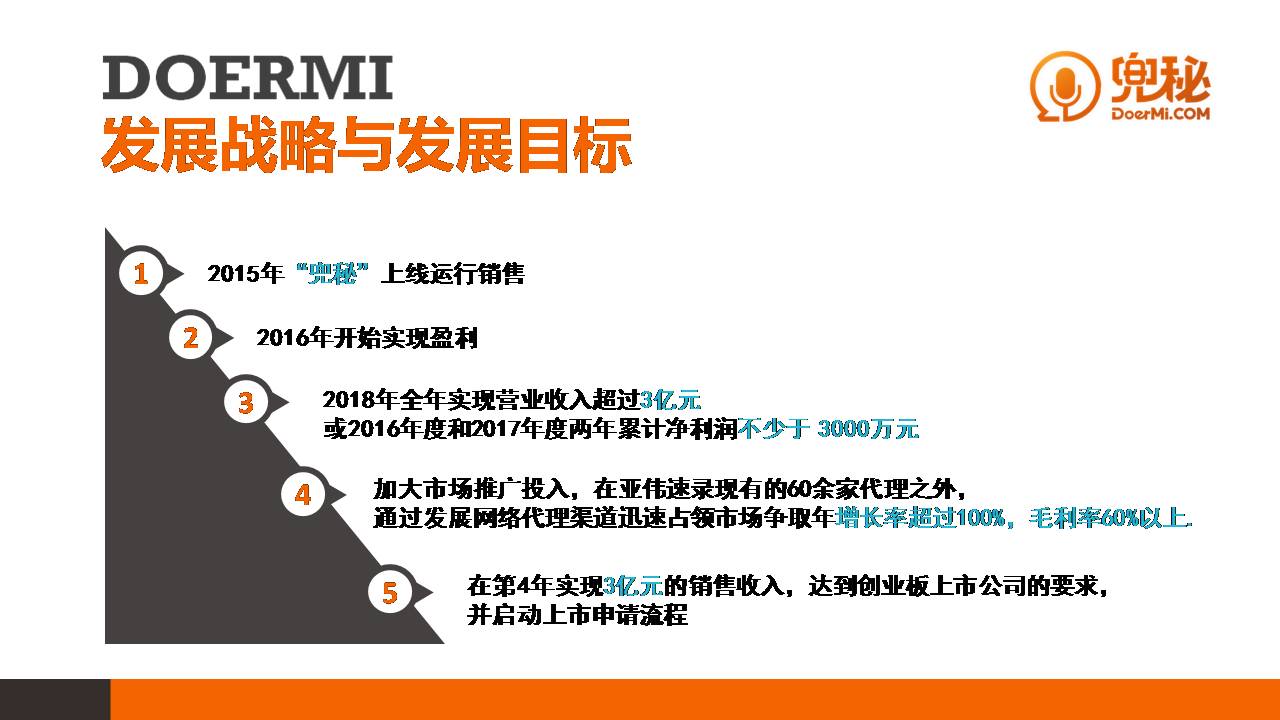 DOERMI
发展战略与发展目标
兜秘
DoerMi.COM
1
2015年“兜秘”上线运行销售
2
2016年开始实现盈利
3
2018年全年实现营业收入超过3亿元
或2016年度和2017年度两年累计净利润不少于 3000万元
4
加大市场推广投入，在亚伟速录现有的60余家代理之外，
通过发展网络代理渠道迅速占领市场争取年增长率超过100%，毛利率60%以上.
5
在第4年实现3亿元的销售收入，达到创业板上市公司的要求，
并启动上市申请流程